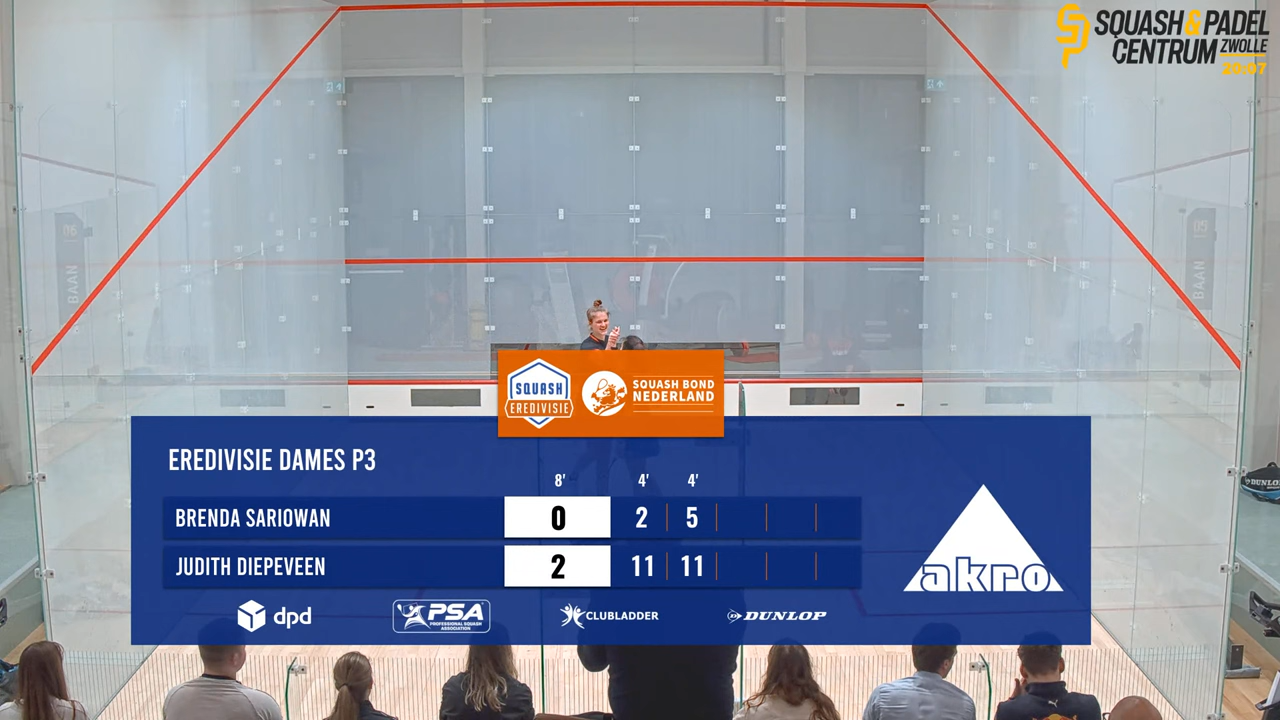 SQUASH & PADEL
CENTRUM ZWOLLE
20:07
06
BAAN
05
BAAN
SQUASH
EREDIVISIE
SQUASH BOND
NEDERLAND
EREDIVISIE DAMES P3
8' 4' 4'
BRENDA SARIOWAN 0 2 5
JUDITH DIEPEVEEN 2 11 11
akro
dpd
PSA
PROFESSIONAL SQUASH
ASSOCIATION
CLUBLADDER
DUNLOP
DUNLOP